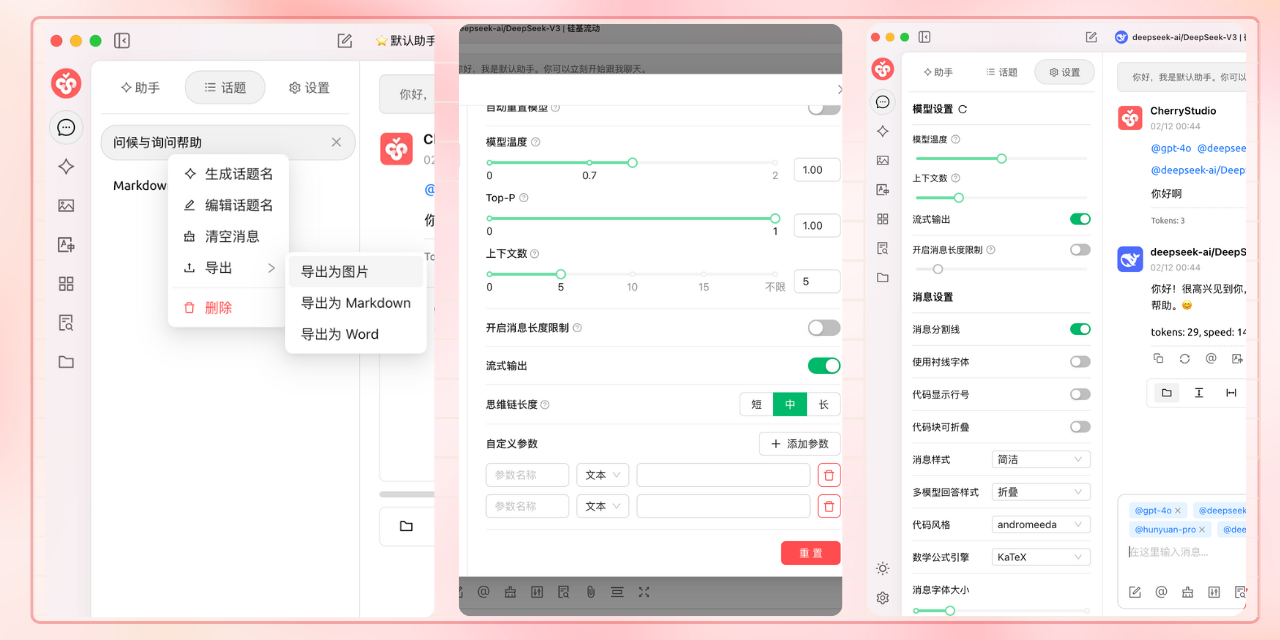 默认助手
助手
话题
设置
问候与询问帮助
你好,
生成话题名
编辑话题名
清空消息
导出
删除
导出为图片
导出为 Markdown
导出为 Word
deepseek-ai/DeepSeek-V3 | 硅基流动
你好，我是默认助手。你可以立刻开始跟我聊天。
自动重置模型
模型温度
0 0.7 2 1.00
Top-P
0 1 1.00
上下文数
0 5 10 15 不限 5
开启消息长度限制
流式输出
思维链长度 短 中 长
自定义参数 添加参数
参数名称 文本
参数名称 文本
重置
deepseek-ai/DeepSeek-V3 |
助手
话题
设置
模型设置
模型温度
上下文数
流式输出
开启消息长度限制
消息设置
消息分割线
使用衬线字体
代码显示行号
代码块可折叠
消息样式 简洁
多模型回答样式 折叠
代码风格 andromeeda
数学公式引擎 KaTeX
消息字体大小
你好，我是默认助手。你可以
CherryStudio
02/12 00:44
@gpt-4o @deepsee
@deepseek-ai/Deep
你好啊
Tokens: 3
deepseek-ai/DeepS
02/12 00:44
你好！很高兴见到你,
帮助。
tokens: 29, speed: 14
@gpt-4o @deepseek
@hunyuan-pro @dee
在这里输入消息...